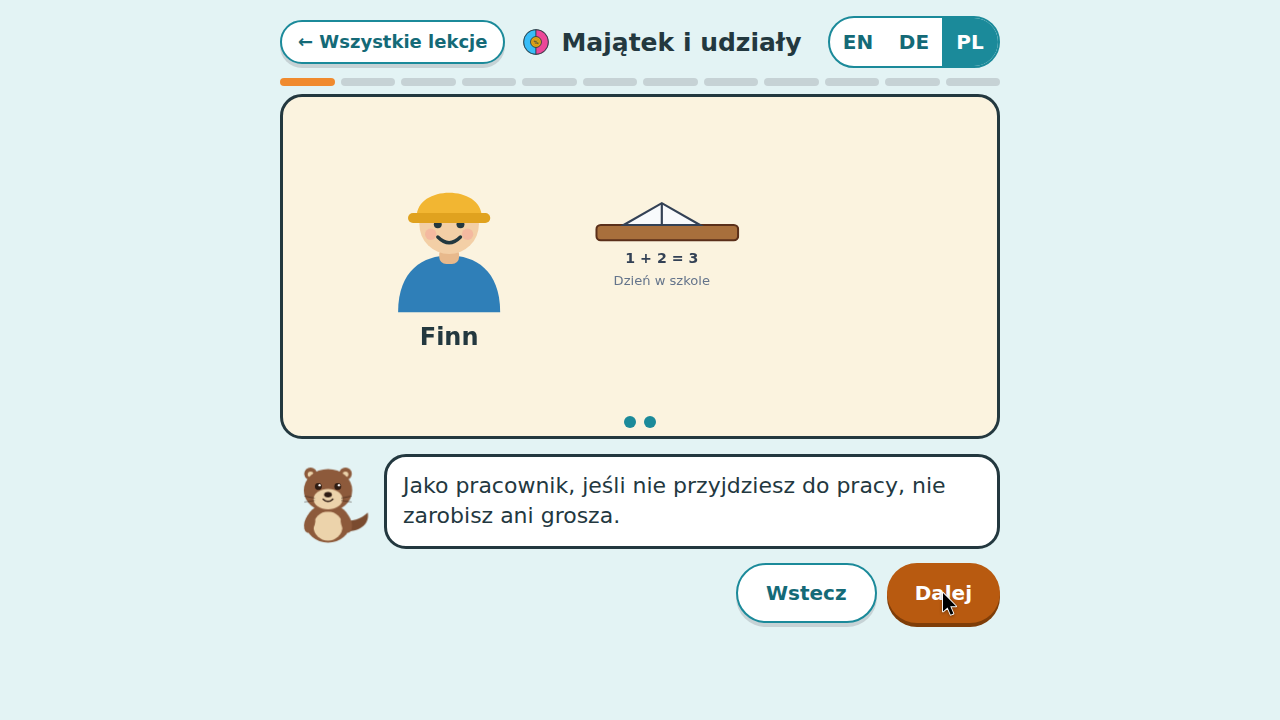 ← Wszystkie lekcje
Majątek i udziały
EN DE PL
1 + 2 = 3
Dzień w szkole
Finn
Jako pracownik, jeśli nie przyjdziesz do pracy, nie
zarobisz ani grosza.
Wstecz
Dalej